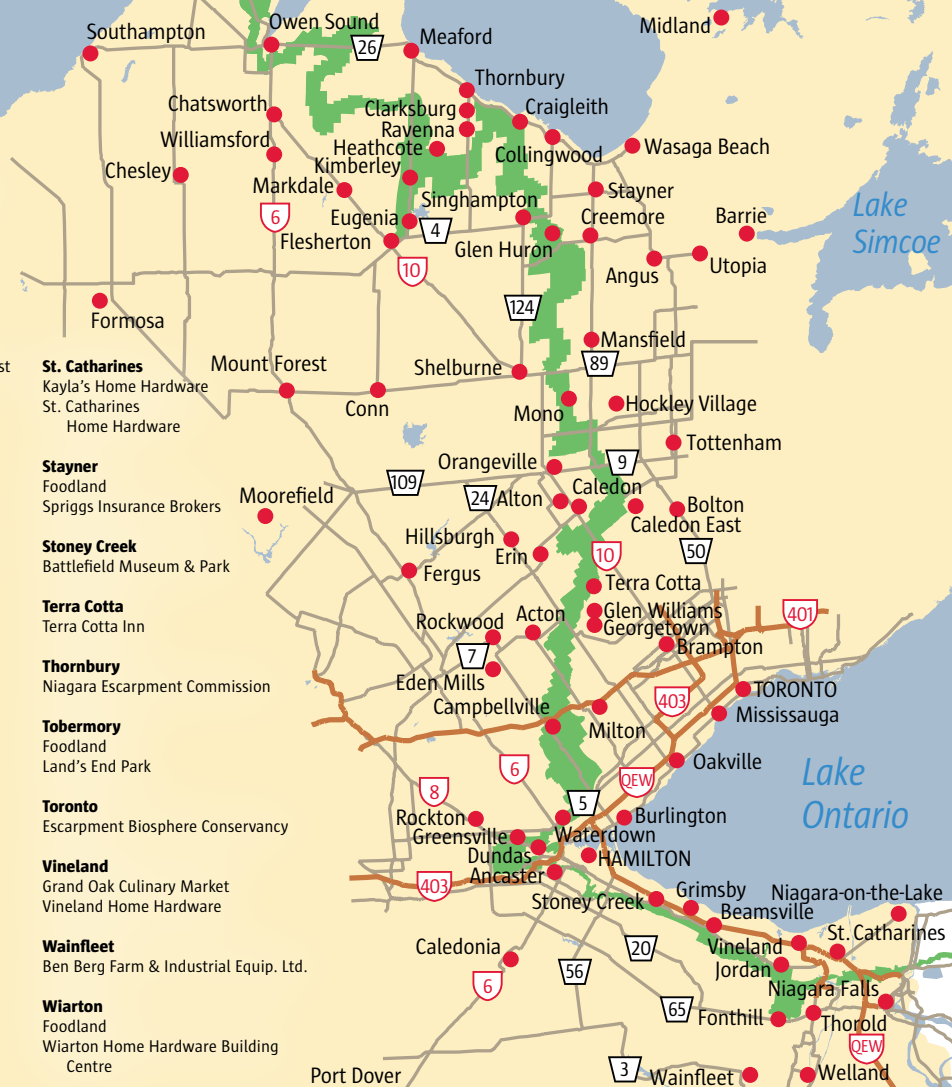 Owen Sound
Midland
Southampton
26
Meaford
Thornbury
Chatsworth
Clarksburg
Craigleith
Ravenna
Williamsford
Heathcote
Collingwood
Wasaga Beach
Kimberley
Chesley
Markdale
Stayner
Singhampton
Lake
Simcoe
6
Eugenia
4
Creemore
Barrie
Flesherton
Glen Huron
Utopia
10
Angus
124
Formosa
Mansfield
89
Mount Forest
Shelburne
Conn
Mono
Hockley Village
Tottenham
Orangeville
9
109
24
Alton
Caledon
Moorefield
Bolton
Caledon East
Hillsburgh
50
Erin
10
Fergus
Terra Cotta
Glen Williams
401
Acton
Rockwood
Georgetown
Brampton
7
Eden Mills
403
TORONTO
Campbellville
Mississauga
Milton
6
Oakville
QEW
Lake
Ontario
8
5
Rockton
Burlington
Greensville
Waterdown
Dundas
HAMILTON
Ancaster
403
Grimsby
Niagara-on-the-Lake
Stoney Creek
Beamsville
St. Catharines
Caledonia
20
Vineland
56
Jordan
6
Niagara Falls
65
Fonthill
Thorold
QEW
3
Port Dover
Wainfleet
Welland
st
St. Catharines
Kayla's Home Hardware
St. Catharines
Home Hardware
Stayner
Foodland
Spriggs Insurance Brokers
Stoney Creek
Battlefield Museum & Park
Terra Cotta
Terra Cotta Inn
Thornbury
Niagara Escarpment Commission
Tobermory
Foodland
Land's End Park
Toronto
Escarpment Biosphere Conservancy
Vineland
Grand Oak Culinary Market
Vineland Home Hardware
Wainfleet
Ben Berg Farm & Industrial Equip. Ltd.
Wiarton
Foodland
Wiarton Home Hardware Building
Centre